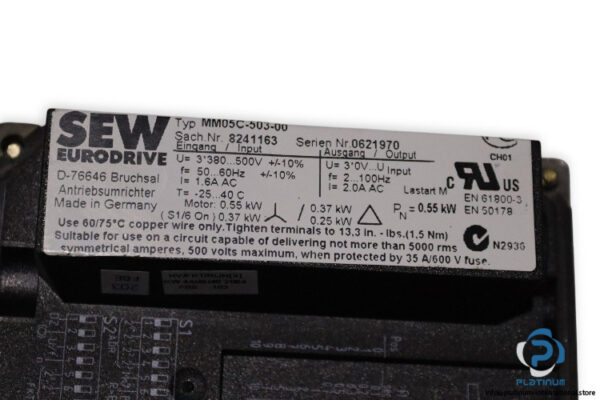 SEW
EURODRIVE
D-76646 Bruchsal
Antriebsumrichter
Made in Germany
Typ MM05C-503-00
Sach.Nr. 8241163 Serien Nr.0621970
Eingang / Input
U= 3*380...500V +/-10%
f= 50...60Hz +/-10%
I= 1.6A AC
T= -25...40 C
Motor: 0.55 kW / 0.37 kW
(S1/6 On) 0.37 kW 0.25 kW
Ausgang / Output
U= 3*0V...U Input
f= 2...100Hz
I= 2.0A AC Lastart M
PN = 0.55 kW
CH01
C US
EN 61800-3
EN 50178
N2936
Use 60/75°C copper wire only.Tighten terminals to 13,3 in. - lbs.(1,5 Nm)
Suitable for use on a circuit capable of delivering not more than 5000 rms
symmetrical amperes, 500 volts maximum, when protected by 35 A/600 V fuse.
S2
S1
PLATINUM